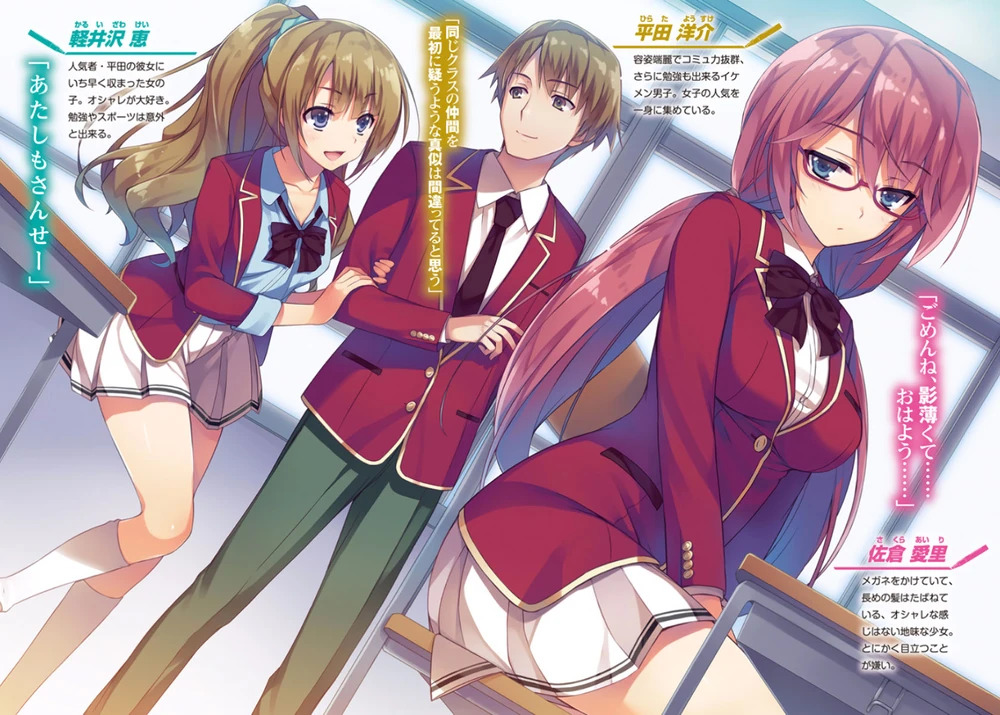 かるいざわけい
軽井沢 恵
人気者・平田の彼女に
いち早く収まった女の
子。オシャレが大好き。
勉強やスポーツは意外
と出来る。
「あたしもさんせー」
「同じクラスの仲間を
最初に疑うような真似は間違ってると思う」
ひらた ようすけ
平田 洋介
容姿端麗でコミュ力抜群、
さらに勉強も出来るイケ
メン男子。女子の人気を
一身に集めている。
「ごめんね、影薄くて……
おはよう……」
さくら あいり
佐倉 愛里
メガネをかけていて、
長めの髪はたばねて
いる、オシャレな感
じはない地味な少女。
とにかく目立つこと
が嫌い。